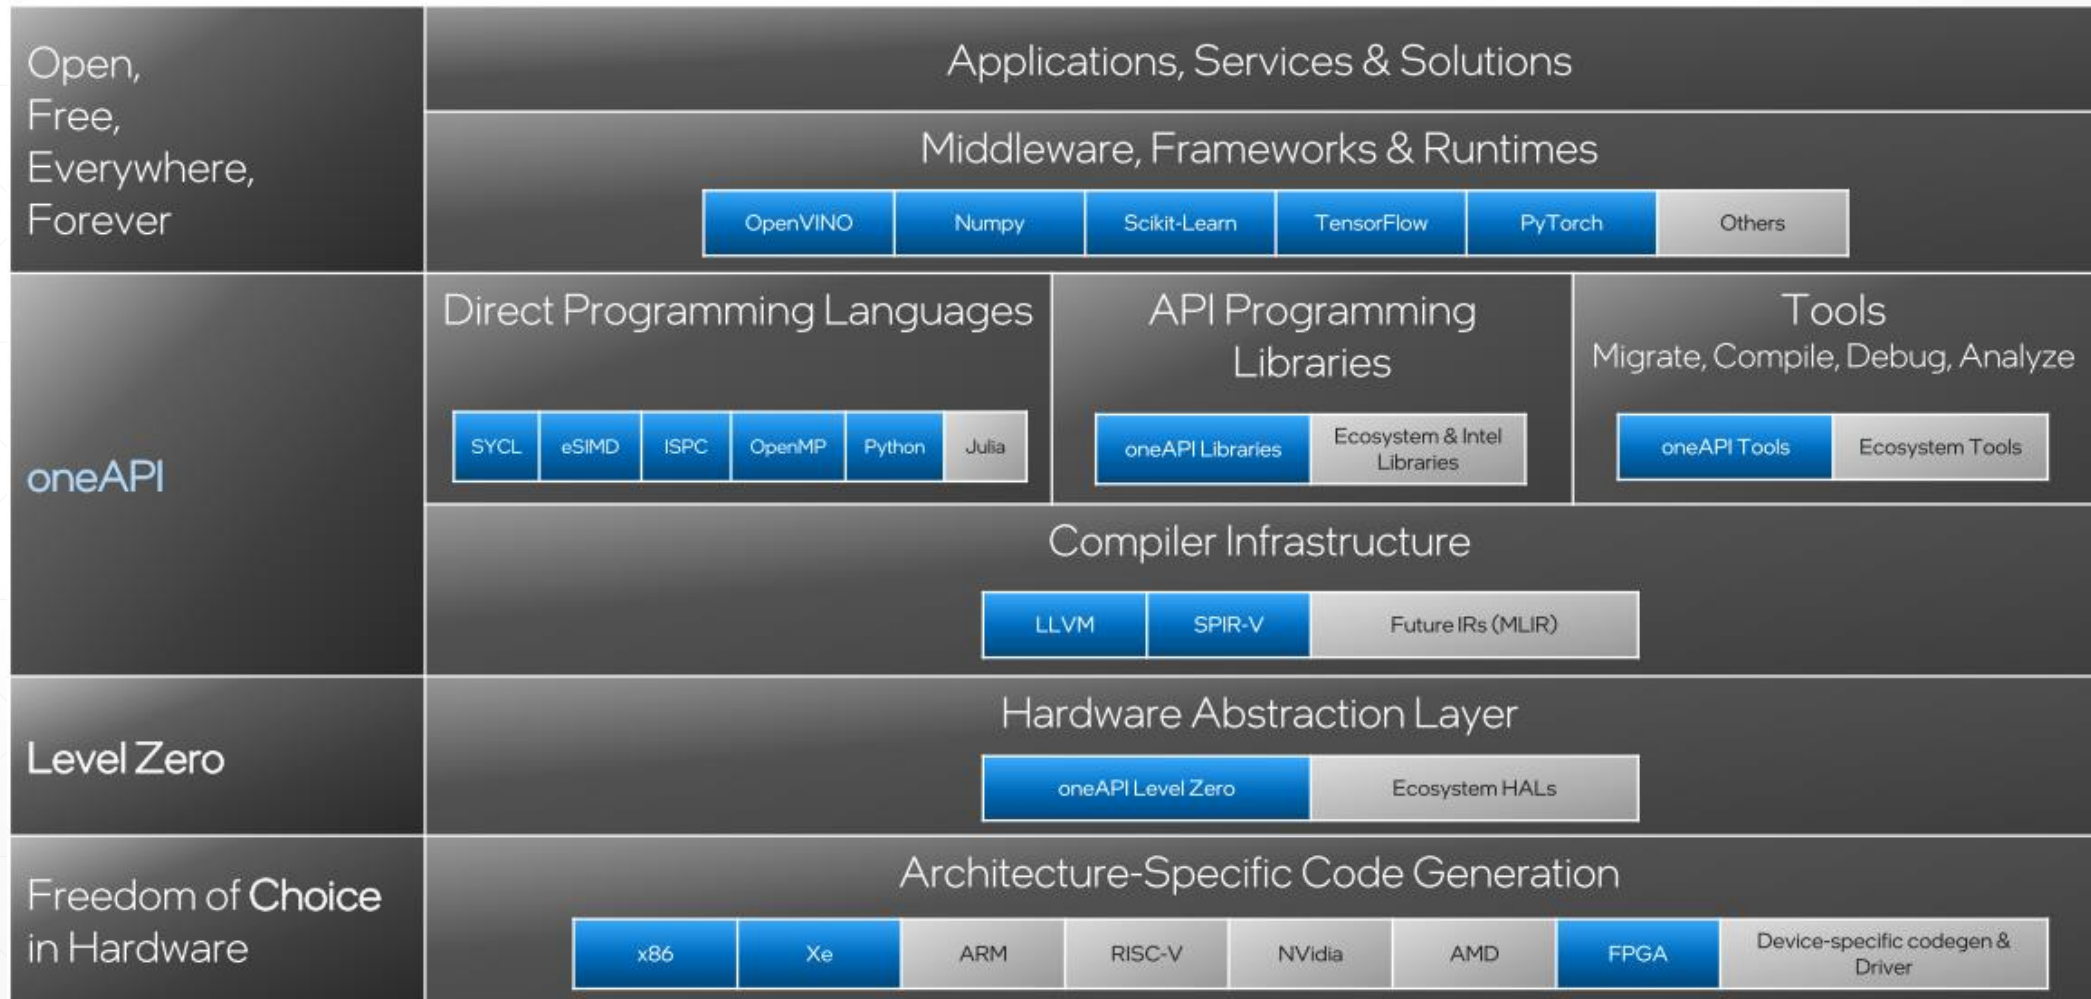 Open,
Free,
Everywhere,
Forever
Applications, Services & Solutions
Middleware, Frameworks & Runtimes
OpenVINO
Numpy
Scikit-Learn
TensorFlow
PyTorch
Others
oneAPI
Direct Programming Languages
SYCL
eSIMD
ISPC
OpenMP
Python
Julia
API Programming
Libraries
oneAPI Libraries
Ecosystem & Intel
Libraries
Tools
Migrate, Compile, Debug, Analyze
oneAPI Tools
Ecosystem Tools
Compiler Infrastructure
LLVM
SPIR-V
Future IRs (MLIR)
Level Zero
Hardware Abstraction Layer
oneAPI Level Zero
Ecosystem HALs
Freedom of Choice
in Hardware
Architecture-Specific Code Generation
x86
Xe
ARM
RISC-V
NVidia
AMD
FPGA
Device-specific codegen &
Driver